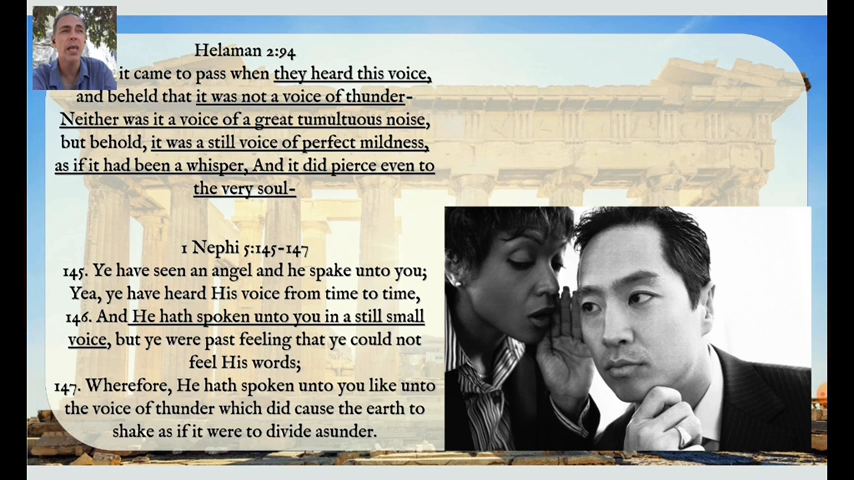 Helaman 2:94
it came to pass when they heard this voice,
and beheld that it was not a voice of thunder-
Neither was it a voice of a great tumultuous noise,
but behold, it was a still voice of perfect mildness,
as if it had been a whisper, And it did pierce even to
the very soul-
1 Nephi 5:145-147
145. Ye have seen an angel and he spake unto you;
Yea, ye have heard His voice from time to time,
146. And He hath spoken unto you in a still small
voice, but ye were past feeling that ye could not
feel His words;
147. Wherefore, He hath spoken unto you like unto
the voice of thunder which did cause the earth to
shake as if it were to divide asunder.